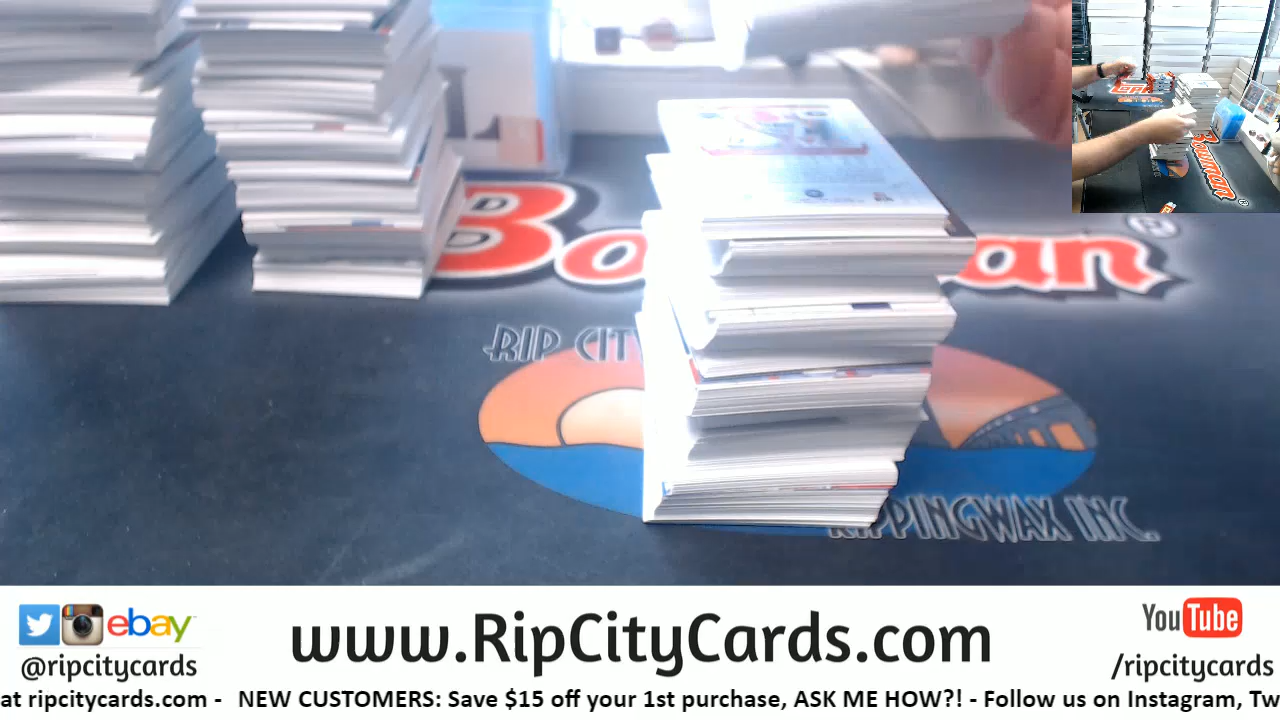 Bowman
®
RIP CIT
RIPPINGWAX INC.
Bowman
®
ebay
@ripcitycards
www.RipCityCards.com
YouTube
/ripcitycards
at ripcitycards.com - NEW CUSTOMERS: Save $15 off your 1st purchase, ASK ME HOW?! - Follow us on Instagram, Tw